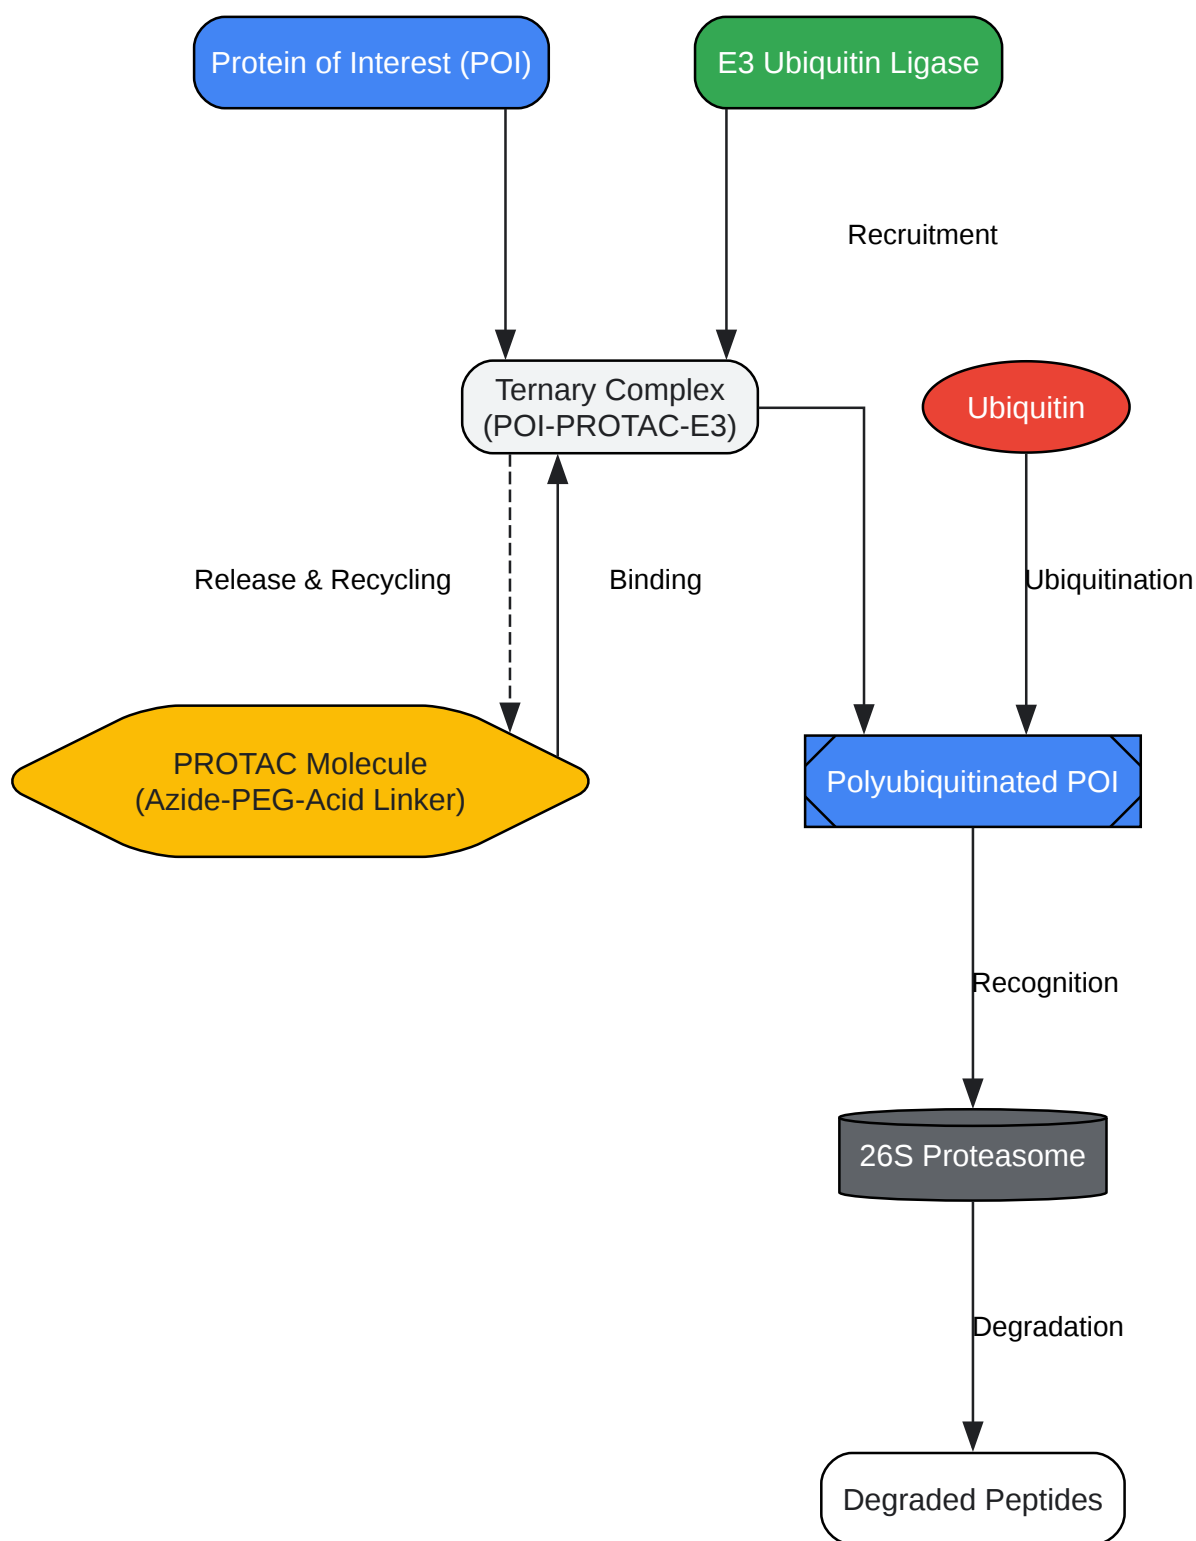 Protein of Interest (POI)
E3 Ubiquitin Ligase
Recruitment
Ternary Complex
(POI-PROTAC-E3)
Ubiquitin
Release & Recycling
Binding
Ubiquitination
PROTAC Molecule
(Azide-PEG-Acid Linker)
Polyubiquitinated POI
Recognition
26S Proteasome
Degradation
Degraded Peptides